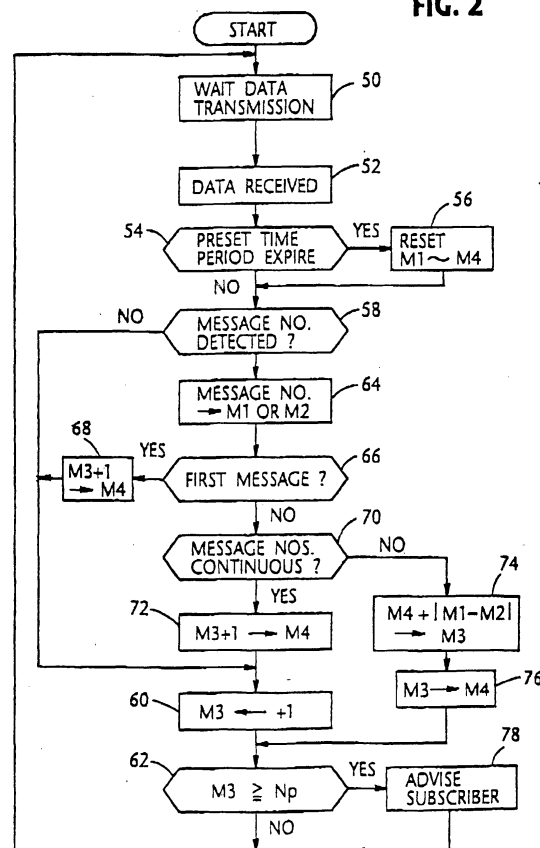 FIG. 2
START
WAIT DATA
TRANSMISSION
50
DATA RECEIVED
52
54
PRESET TIME
PERIOD EXPIRE
YES
56
RESET
M1 ~ M4
NO
NO
MESSAGE NO.
DETECTED ?
58
MESSAGE NO.
→ M1 OR M2
64
68
M3+1
→ M4
YES
FIRST MESSAGE ?
66
NO
MESSAGE NOS.
CONTINUOUS ?
70
NO
YES
74
M4 + |M1-M2|
→ M3
72
M3+1 → M4
M3 → M4
76
60
M3 ← +1
62
M3 ≧ Np
YES
78
ADVISE
SUBSCRIBER
NO